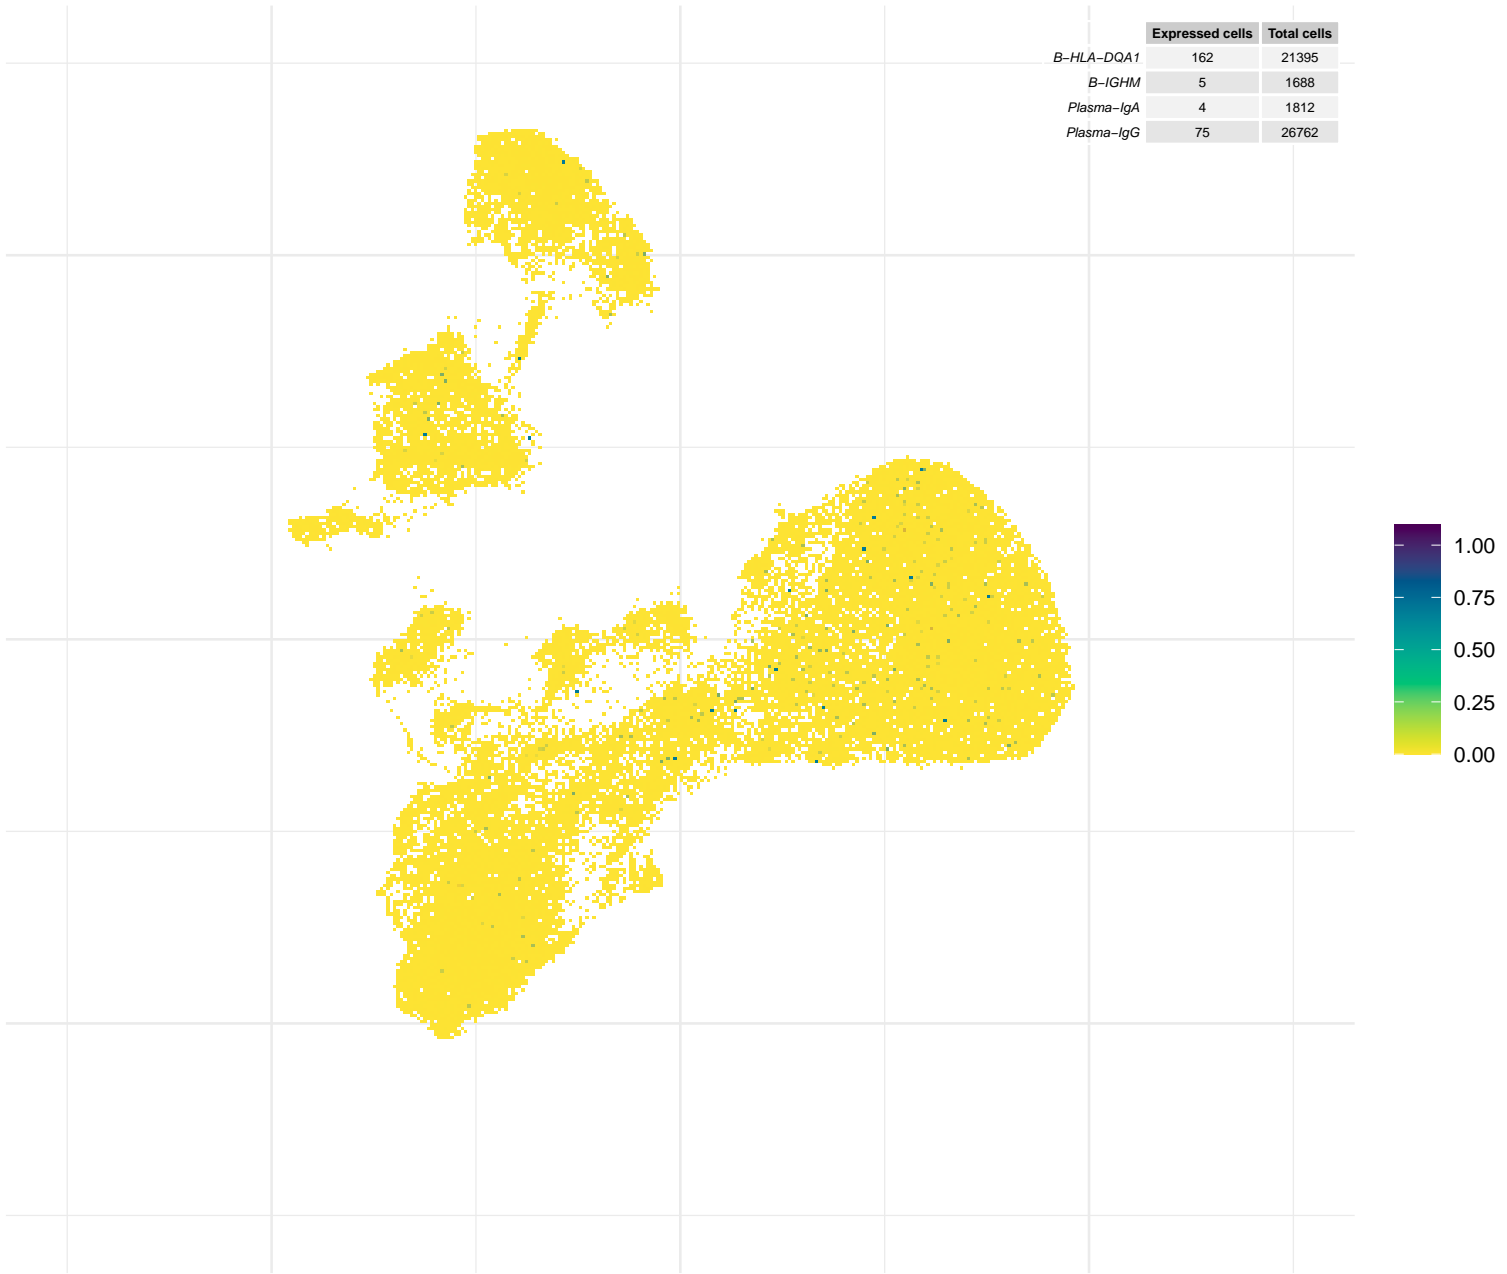 Expressed cells Total cells
B−HLA−DQA1 162 21395
B−IGHM 5 1688
Plasma−IgA 4 1812
Plasma−IgG 75 26762
1.00
0.75
0.50
0.25
0.00